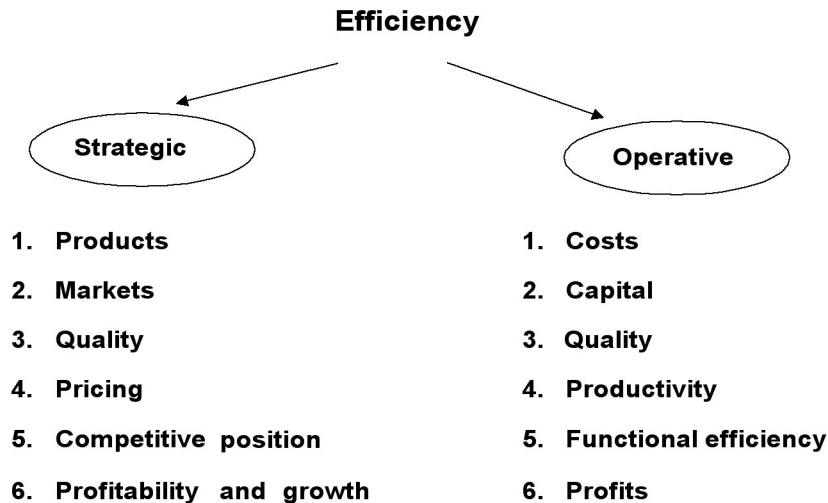 Efficiency
Strategic
Operative
1. Products
2. Markets
3. Quality
4. Pricing
5. Competitive position
6. Profitability and growth
1. Costs
2. Capital
3. Quality
4. Productivity
5. Functional efficiency
6. Profits